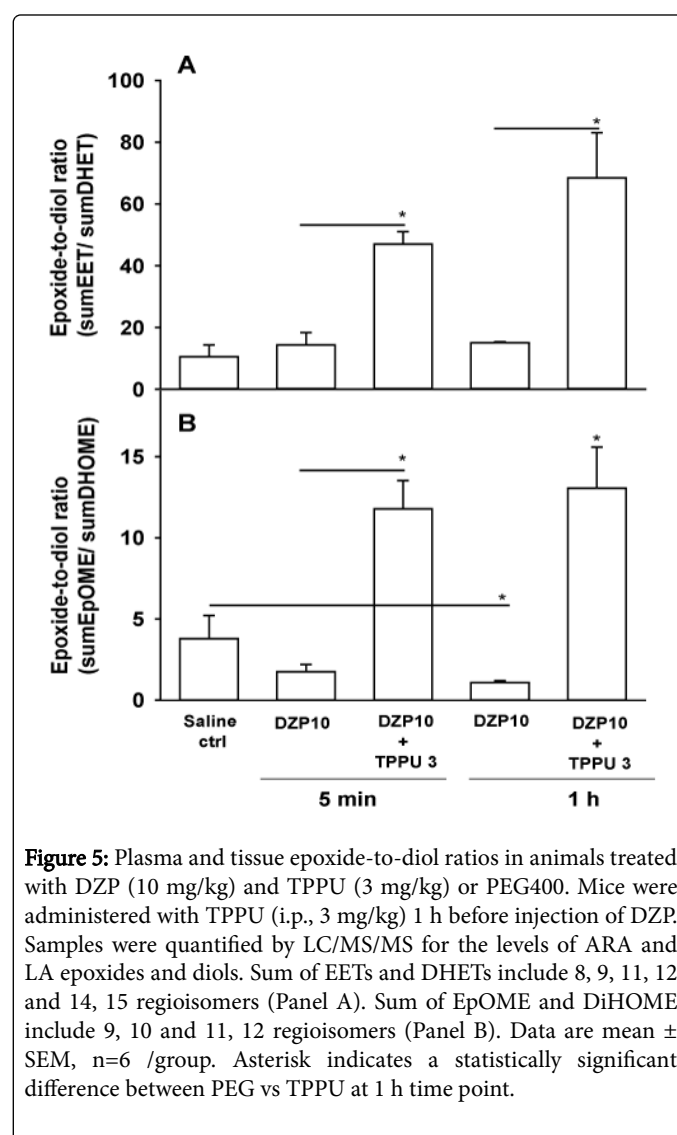 A
Epoxide-to-diol ratio
(sumEET/ sumDHET)
100
80
60
40
20
0
*
*
B
Epoxide-to-diol ratio
(sumEpOME/ sumDHOME)
15
10
5
0
*
*
*
Saline
ctrl
DZP10
DZP10
+
TPPU 3
DZP10
DZP10
+
TPPU 3
5 min
1 h
Figure 5: Plasma and tissue epoxide-to-diol ratios in animals treated
with DZP (10 mg/kg) and TPPU (3 mg/kg) or PEG400. Mice were
administered with TPPU (i.p., 3 mg/kg) 1 h before injection of DZP.
Samples were quantified by LC/MS/MS for the levels of ARA and
LA epoxides and diols. Sum of EETs and DHETs include 8, 9, 11, 12
and 14, 15 regioisomers (Panel A). Sum of EpOME and DiHOME
include 9, 10 and 11, 12 regioisomers (Panel B). Data are mean ±
SEM, n=6 /group. Asterisk indicates a statistically significant
difference between PEG vs TPPU at 1 h time point.